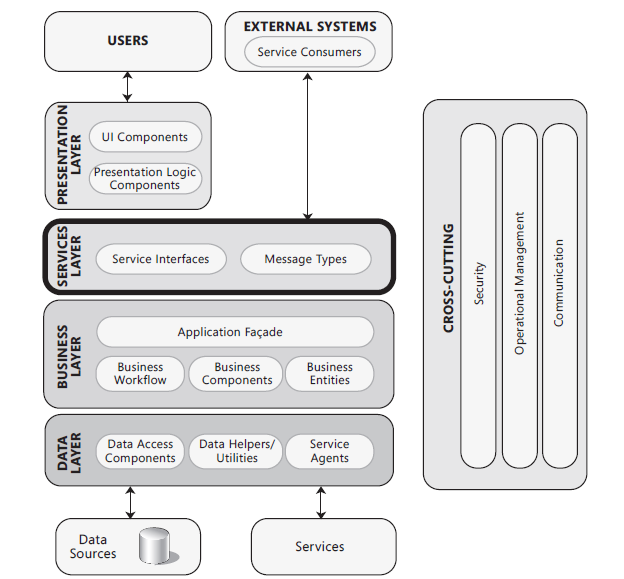 USERS
EXTERNAL SYSTEMS
Service Consumers
PRESENTATION
LAYER
UI Components
Presentation Logic
Components
SERVICES
LAYER
Service Interfaces
Message Types
BUSINESS
LAYER
Application Façade
Business
Workflow
Business
Components
Business
Entities
DATA
LAYER
Data Access
Components
Data Helpers/
Utilities
Service
Agents
Data
Sources
Services
CROSS-CUTTING
Security
Operational Management
Communication